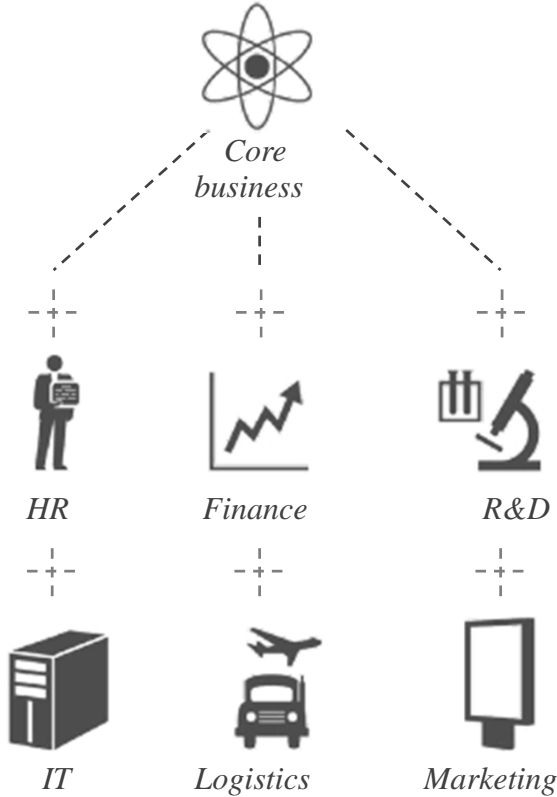 Core
business
HR
Finance
R&D
IT
Logistics
Marketing